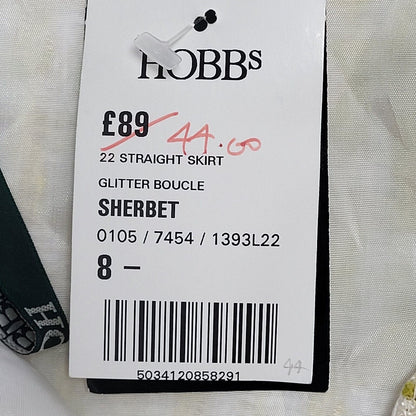 HOBBS
£89 44.00
22 STRAIGHT SKIRT
GLITTER BOUCLE
SHERBET
0105 / 7454 / 1393L22
8 –
5034120858291
44